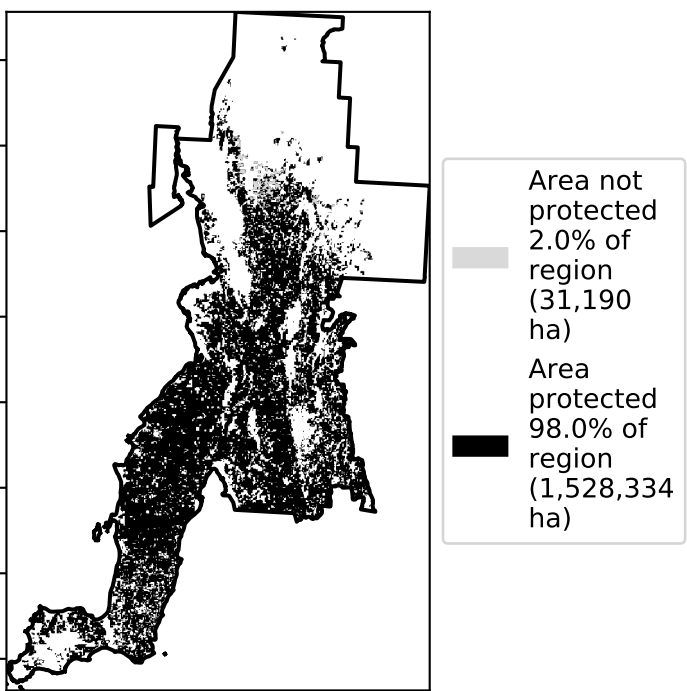 Area not
protected
2.0% of
region
(31,190
ha)
Area
protected
98.0% of
region
(1,528,334
ha)